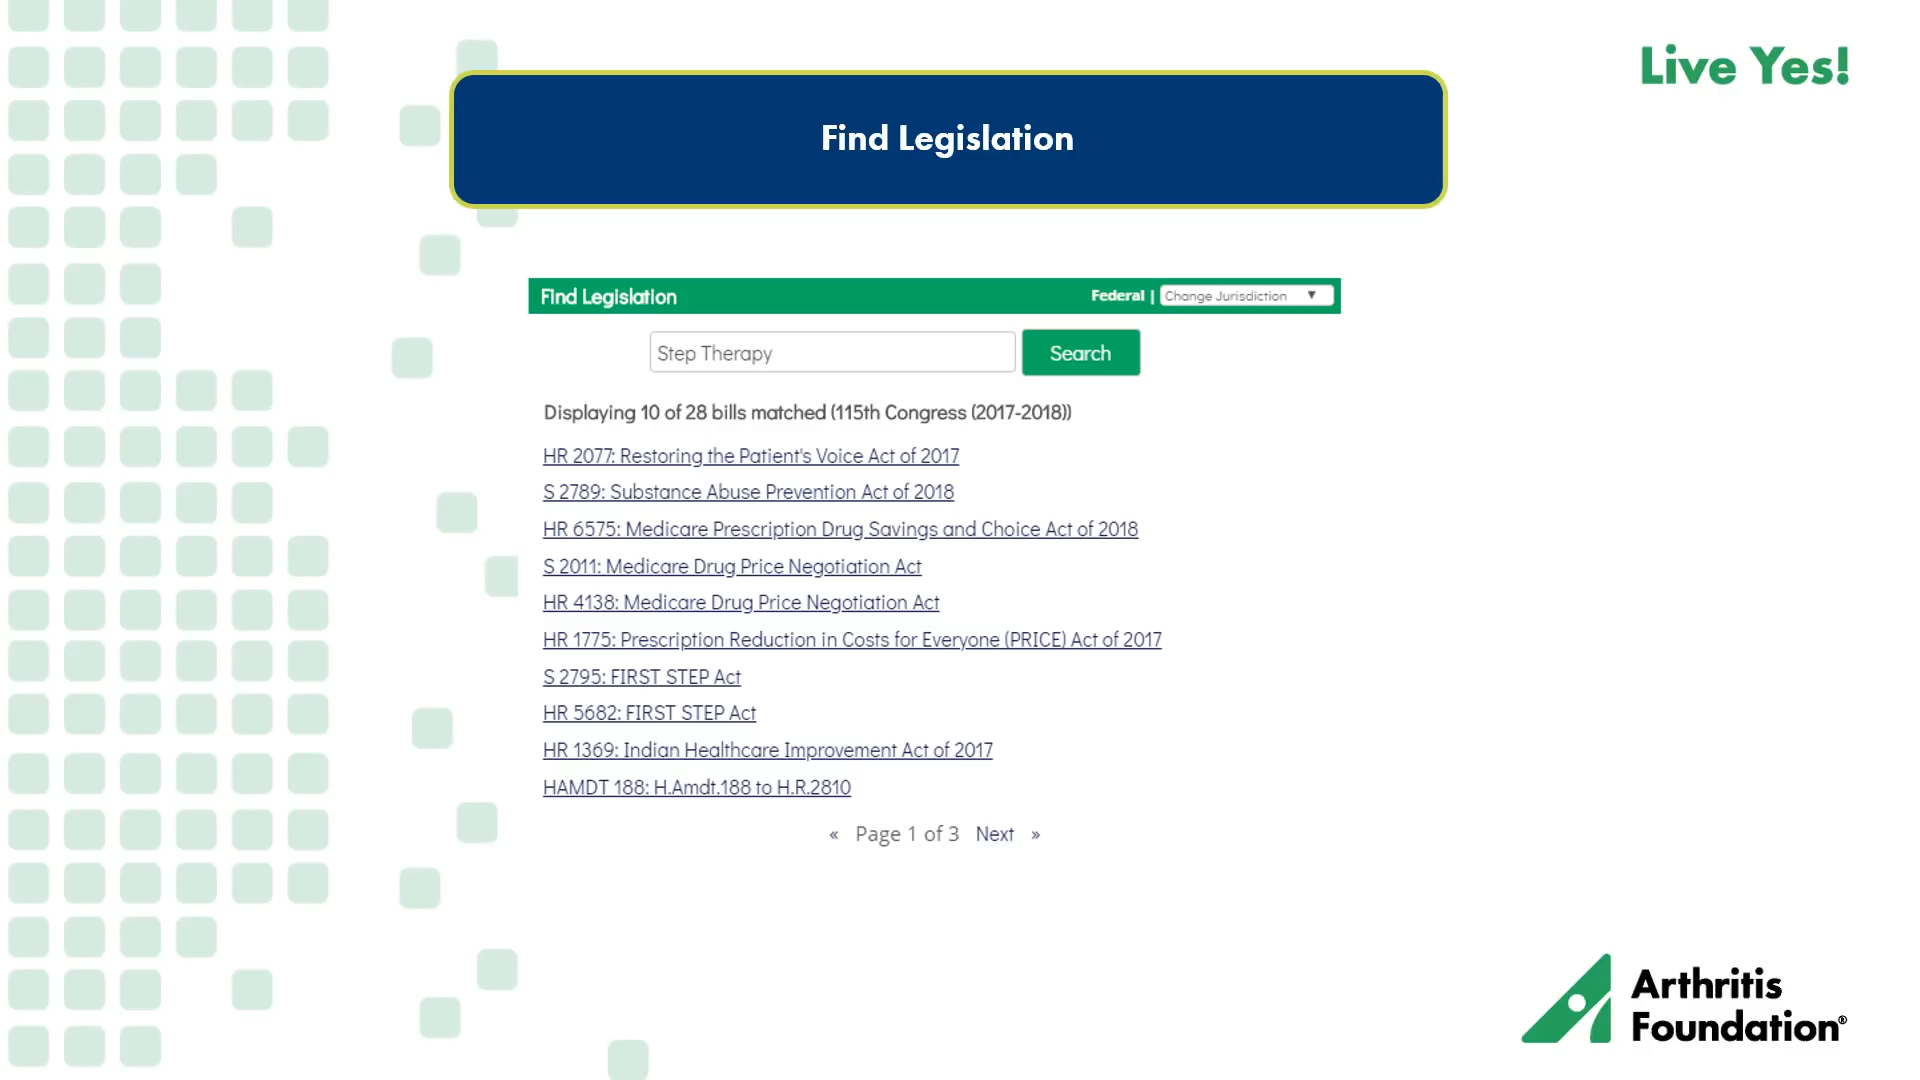 Live Yes!
Find Legislation
Find Legislation
Federal | Change Jurisdiction ▼
Step Therapy
Search
Displaying 10 of 28 bills matched (115th Congress (2017-2018))
HR 2077: Restoring the Patient's Voice Act of 2017
S 2789: Substance Abuse Prevention Act of 2018
HR 6575: Medicare Prescription Drug Savings and Choice Act of 2018
S 2011: Medicare Drug Price Negotiation Act
HR 4138: Medicare Drug Price Negotiation Act
HR 1775: Prescription Reduction in Costs for Everyone (PRICE) Act of 2017
S 2795: FIRST STEP Act
HR 5682: FIRST STEP Act
HR 1369: Indian Healthcare Improvement Act of 2017
HAMDT 188: H.Amdt.188 to H.R.2810
« Page 1 of 3 Next »
Arthritis
Foundation®